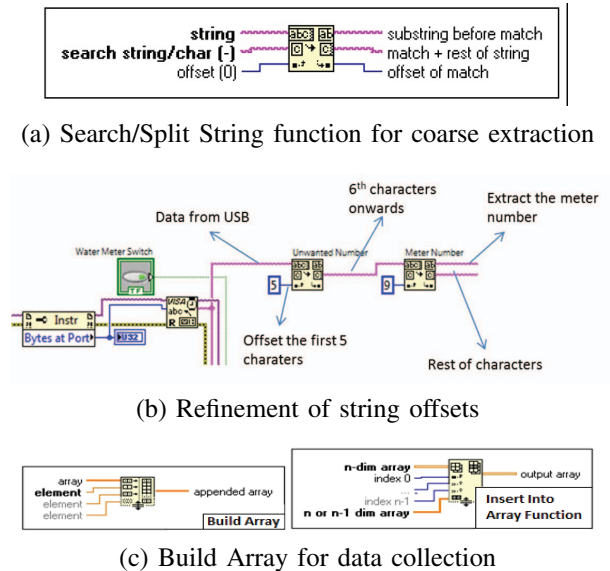 string
search string/char (-)
offset (0)
abc ab
c c
substring before match
match + rest of string
offset of match
(a) Search/Split String function for coarse extraction
Data from USB
6th characters
onwards
Extract the meter
number
Water Meter Switch
TF
Unwanted Number
Meter Number
5
9
Instr
Bytes at Port
U32
VISA
abc
R
Offset the first 5
charaters
Rest of characters
(b) Refinement of string offsets
array
element
element
element
appended array
Build Array
n-dim array
index 0
...
index n-1
n or n-1 dim array
output array
Insert Into
Array Function
(c) Build Array for data collection